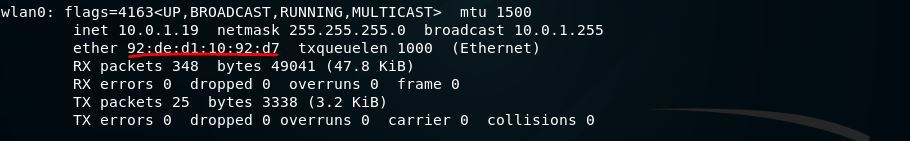 wlan0: flags=4163<UP,BROADCAST,RUNNING,MULTICAST>  mtu 1500
inet 10.0.1.19  netmask 255.255.255.0  broadcast 10.0.1.255
ether 92:de:d1:10:92:d7  txqueuelen 1000  (Ethernet)
RX packets 348  bytes 49041 (47.8 KiB)
RX errors 0  dropped 0  overruns 0  frame 0
TX packets 25  bytes 3338 (3.2 KiB)
TX errors 0  dropped 0 overruns 0  carrier 0  collisions 0